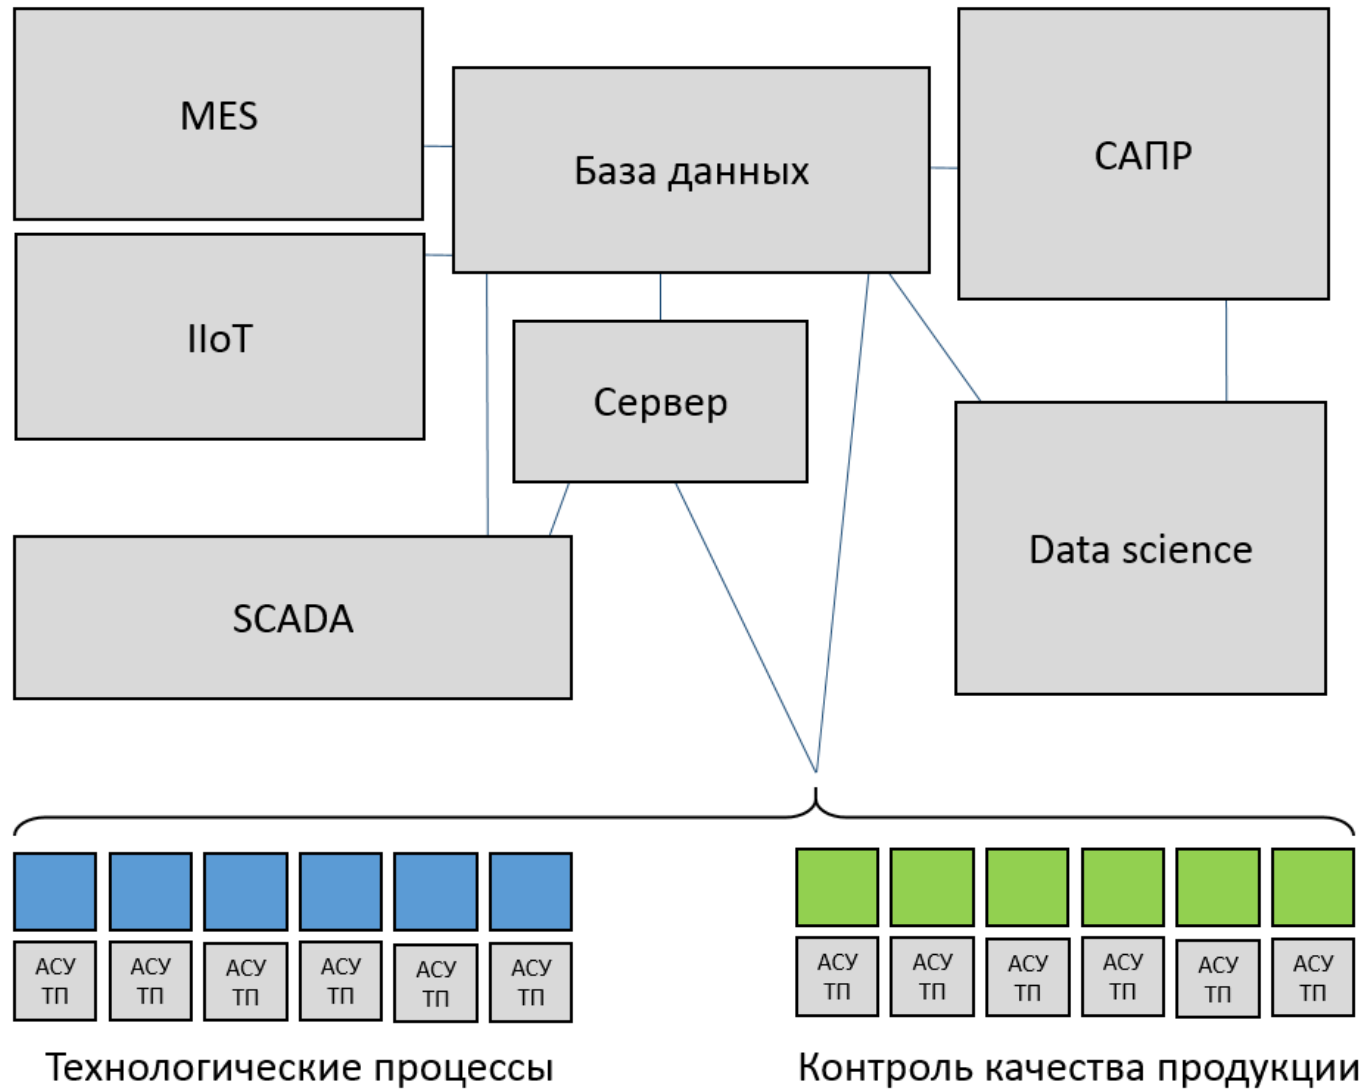 MES
База данных
САПР
IIoT
Сервер
Data science
SCADA
АСУ
ТП
АСУ
ТП
АСУ
ТП
АСУ
ТП
АСУ
ТП
АСУ
ТП
АСУ
ТП
АСУ
ТП
АСУ
ТП
АСУ
ТП
АСУ
ТП
АСУ
ТП
Технологические процессы
Контроль качества продукции